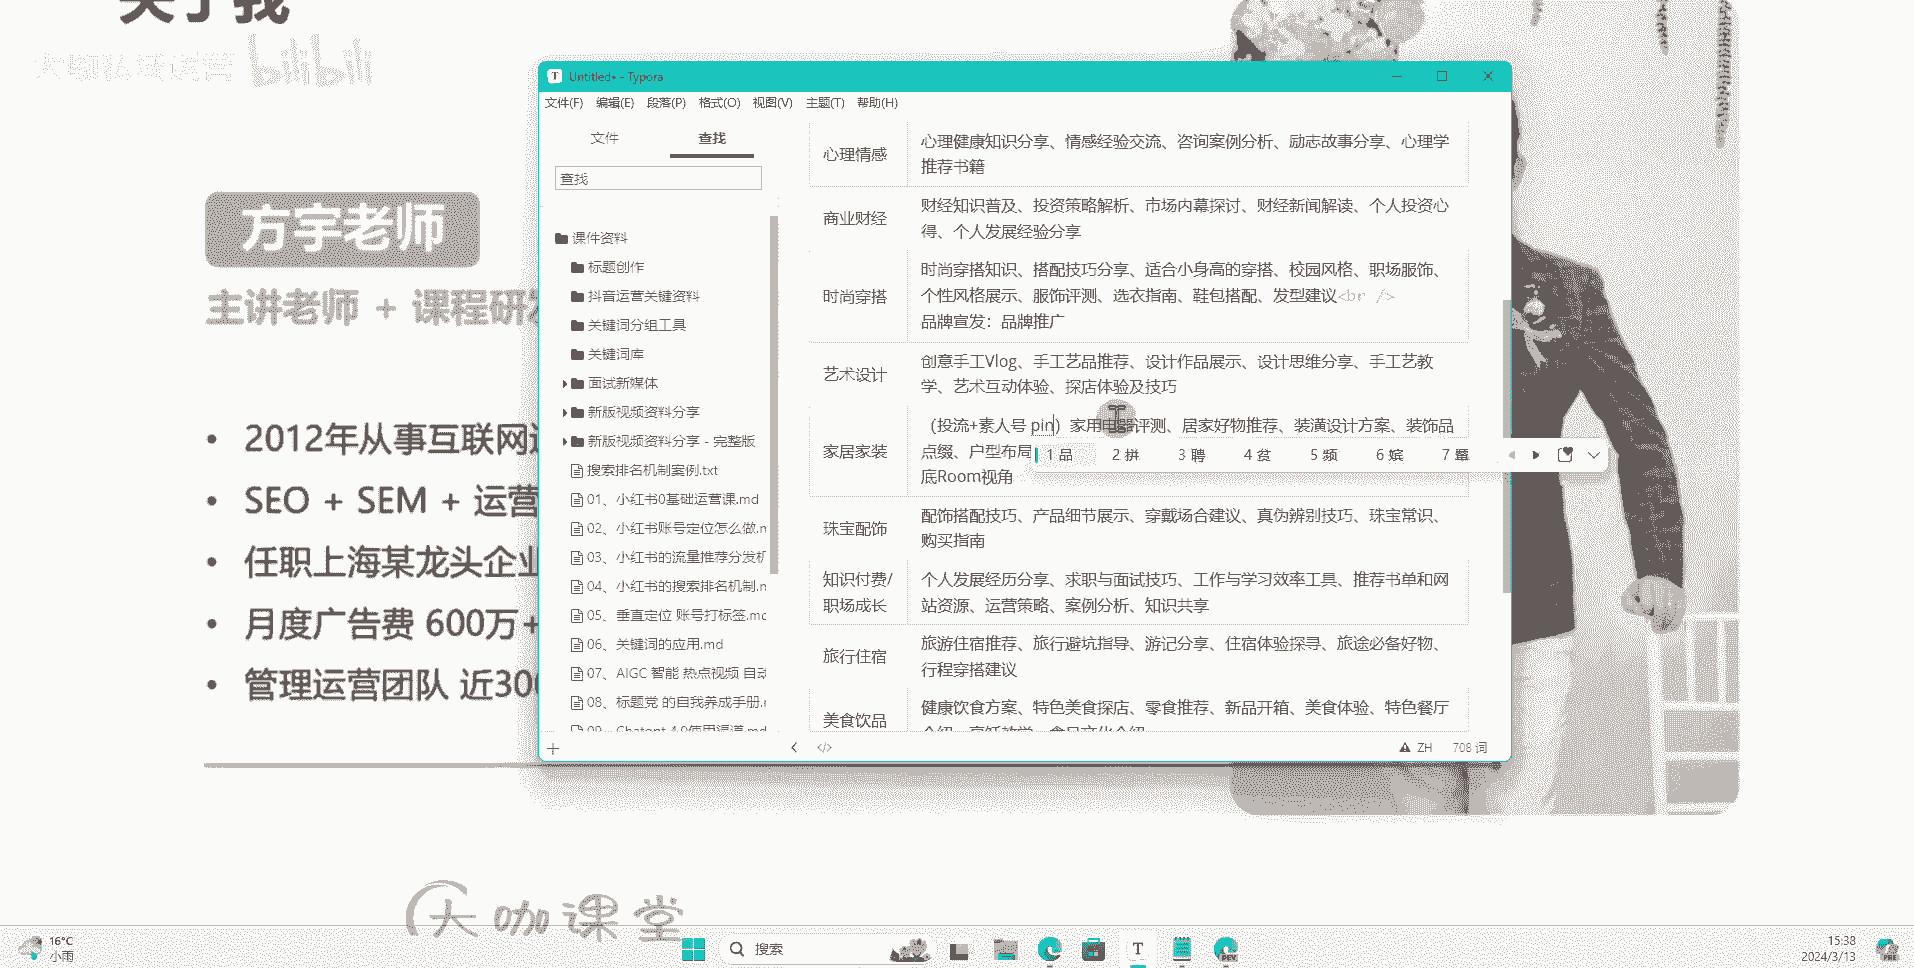 关于我
大咖私域运营 bilibili
方宇老师
主讲老师 + 课程研发
2012年从事互联网运
SEO + SEM + 运营
任职上海某龙头企业
月度广告费 600万+
管理运营团队 近300
Untitled• - Typora
文件(F) 编辑(E) 段落(P) 格式(O) 视图(V) 主题(T) 帮助(H)
文件 查找
查找
课件资料
标题创作
抖音运营关键资料
关键词分组工具
关键词库
面试新媒体
新版视频资料分享
新版视频资料分享 - 完整版
搜索排名机制案例.txt
01、小红书0基础运营课.md
02、小红书账号定位怎么做.m
03、小红书的流量推荐分发机
04、小红书的搜索排名机制.m
05、垂直定位 账号打标签.md
06、关键词的应用.md
07、AIGC 智能 热点视频 自动
08、标题党 的自我养成手册.m
09、Chatgpt 4.0使用渠道.md
心理情感
心理健康知识分享、情感经验交流、咨询案例分析、励志故事分享、心理学
推荐书籍
商业财经
财经知识普及、投资策略解析、市场内幕探讨、财经新闻解读、个人投资心
得、个人发展经验分享
时尚穿搭
时尚穿搭知识、搭配技巧分享、适合小身高的穿搭、校园风格、职场服饰、
个性风格展示、服饰评测、选衣指南、鞋包搭配、发型建议<br />
品牌宣发：品牌推广
艺术设计
创意手工Vlog、手工艺品推荐、设计作品展示、设计思维分享、手工艺教
学、艺术互动体验、探店体验及技巧
家居家装
（投流+素人号 pin）家用电器评测、居家好物推荐、装潢设计方案、装饰品
点缀、户型布局
底Room视角
1 品 2 拼 3 聘 4 贫 5 频 6 嫔 7 颦
珠宝配饰
配饰搭配技巧、产品细节展示、穿戴场合建议、真伪辨别技巧、珠宝常识、
购买指南
知识付费/
职场成长
个人发展经历分享、求职与面试技巧、工作与学习效率工具、推荐书单和网
站资源、运营策略、案例分析、知识共享
旅行住宿
旅游住宿推荐、旅行避坑指导、游记分享、住宿体验探寻、旅途必备好物、
行程穿搭建议
美食饮品
健康饮食方案、特色美食探店、零食推荐、新品开箱、美食体验、特色餐厅
介绍、烹饪教学、食品文化介绍
ZH 708 词
大咖课堂
16°C
小雨
搜索
15:38
2024/3/13